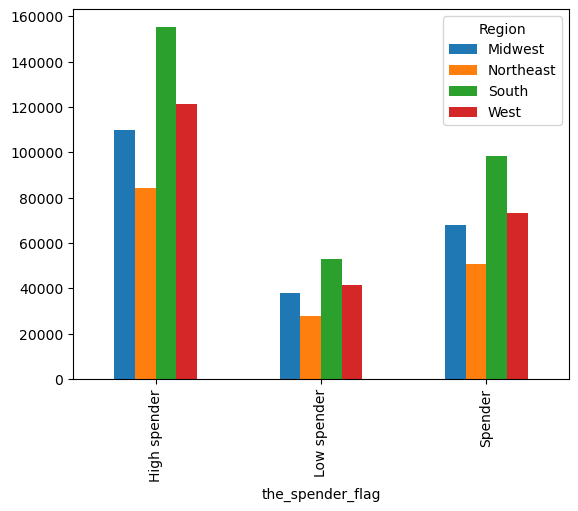 160000
140000
120000
100000
80000
60000
40000
20000
0
Region
Midwest
Northeast
South
West
High spender
Low spender
Spender
the_spender_flag